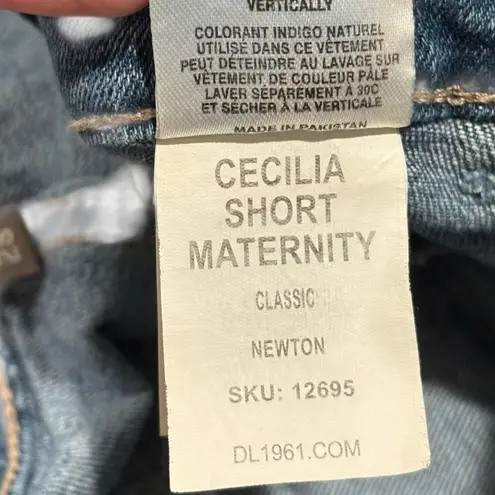 VERTICALLY
COLORANT INDIGO NATUREL
UTILISÉ DANS CE VÊTEMENT
PEUT DÉTEINDRE AU LAVAGE SUR
VÊTEMENT DE COULEUR PÂLE
LAVER SÉPARÉMENT À 30C
ET SÉCHER À LA VERTICALE
MADE IN PAKISTAN
CECILIA
SHORT
MATERNITY
CLASSIC
NEWTON
SKU: 12695
DL1961.COM